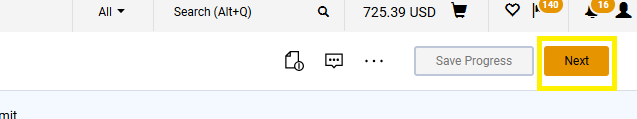 All Search (Alt+Q) 725.39 USD 140 16
Save Progress Next
mit